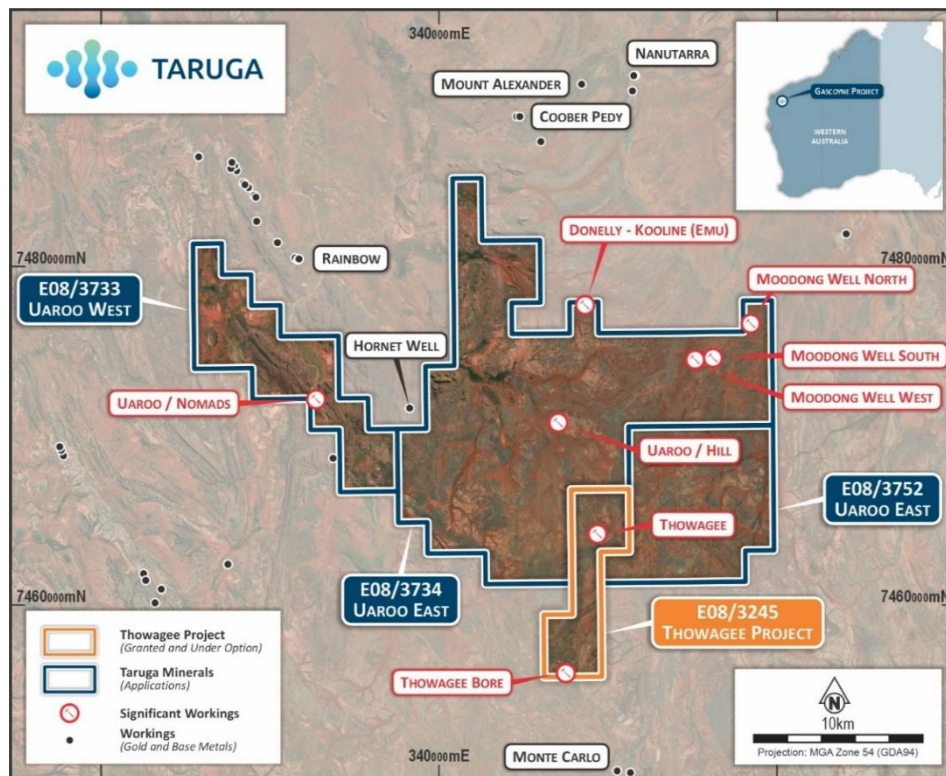 TARUGA
340000mE
NANUTARRA
MOUNT ALEXANDER
COOBER PEDY
GASCOYNE PROJECT
WESTERN
AUSTRALIA
DONELLY - KOOLINE (EMU)
7480000mN
7480000mN
RAINBOW
MOODONG WELL NORTH
E08/3733
UAROO WEST
HORNET WELL
MOODONG WELL SOUTH
UAROO / NOMADS
MOODONG WELL WEST
UAROO / HILL
E08/3752
UAROO EAST
THOWAGEE
E08/3734
UAROO EAST
7460000mN
7460000mN
E08/3245
THOWAGEE PROJECT
THOWAGEE BORE
Thowagee Project
(Granted and Under Option)
Taruga Minerals
(Applications)
Significant Workings
Workings
(Gold and Base Metals)
N
10km
Projection: MGA Zone 54 (GDA94)
340000mE
MONTE CARLO